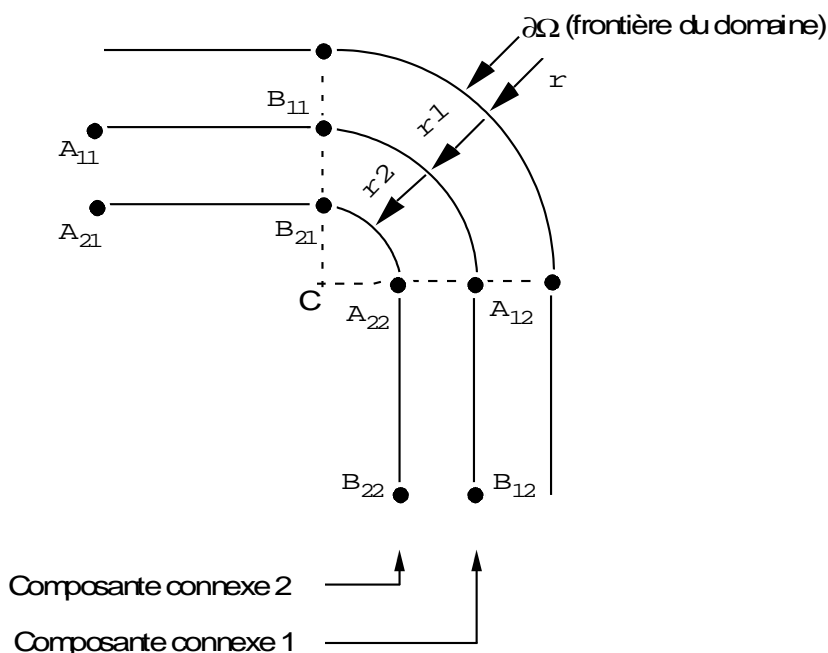 ∂Ω (frontière du domaine)
r
r1
r2
B11
A11
A21
B21
C
A22
A12
B22
B12
Composante connexe 2
Composante connexe 1